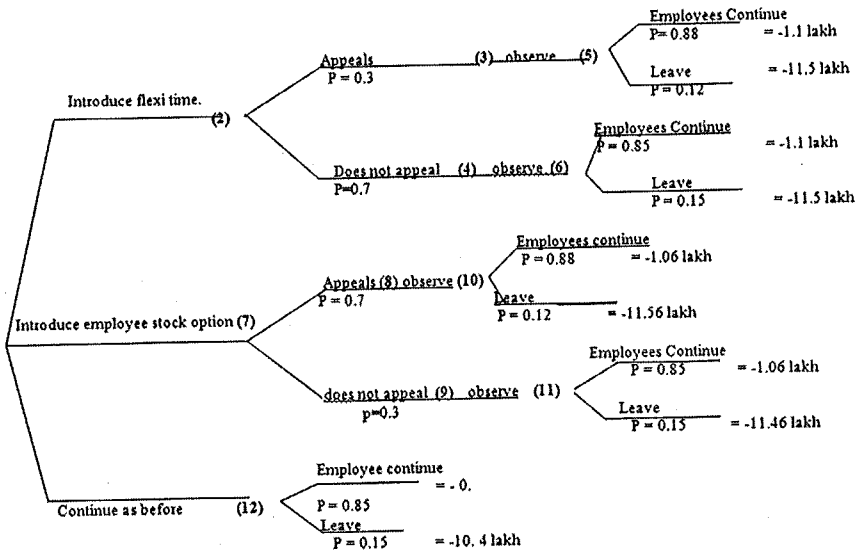 Employees Continue
P= 0.88 = -1.1 lakh
Appeals (3) observe (5)
P = 0.3
Leave = -11.5 lakh
P = 0.12
Introduce flexi time. (2)
Employees Continue
P = 0.85 = -1.1 lakh
Does not appeal (4) observe (6)
P=0.7
Leave
P = 0.15 = -11.5 lakh
Employees continue
P = 0.88 = -1.06 lakh
Appeals (8) observe (10)
P = 0.7
Leave
P = 0.12 = -11.56 lakh
Introduce employee stock option (7)
Employees Continue
P = 0.85 = -1.06 lakh
does not appeal (9) observe (11)
p=0.3
Leave
P = 0.15 = -11.46 lakh
Employee continue
= - 0.
P = 0.85
Continue as before (12)
Leave
P = 0.15 = -10. 4 lakh